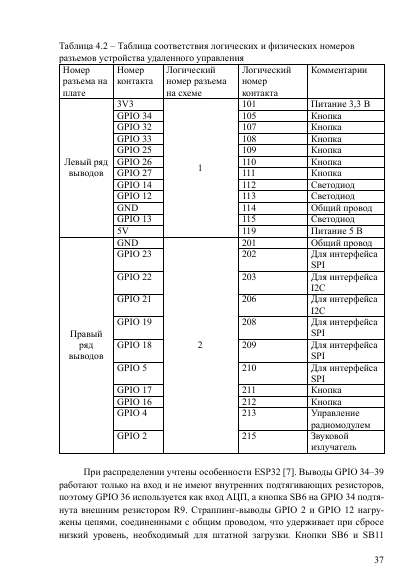 Таблица 4.2 – Таблица соответствия логических и физических номеров
разъемов устройства удаленного управления
Номер разъема на плате | Номер контакта | Логический номер разъема на схеме | Логический номер контакта | Комментарии
Левый ряд выводов | 3V3 | 1 | 101 | Питание 3,3 В
GPIO 34 | 105 | Кнопка
GPIO 32 | 107 | Кнопка
GPIO 33 | 108 | Кнопка
GPIO 25 | 109 | Кнопка
GPIO 26 | 110 | Кнопка
GPIO 27 | 111 | Кнопка
GPIO 14 | 112 | Светодиод
GPIO 12 | 113 | Светодиод
GND | 114 | Общий провод
GPIO 13 | 115 | Светодиод
5V | 119 | Питание 5 В
Правый ряд выводов | GND | 2 | 201 | Общий провод
GPIO 23 | 202 | Для интерфейса SPI
GPIO 22 | 203 | Для интерфейса I2C
GPIO 21 | 206 | Для интерфейса I2C
GPIO 19 | 208 | Для интерфейса SPI
GPIO 18 | 209 | Для интерфейса SPI
GPIO 5 | 210 | Для интерфейса SPI
GPIO 17 | 211 | Кнопка
GPIO 16 | 212 | Кнопка
GPIO 4 | 213 | Управление радиомодулем
GPIO 2 | 215 | Звуковой излучатель
При распределении учтены особенности ESP32 [7]. Выводы GPIO 34–39
работают только на вход и не имеют внутренних подтягивающих резисторов,
поэтому GPIO 36 используется как вход АЦП, а кнопка SB6 на GPIO 34 подтя-
нута внешним резистором R9. Страппинг-выводы GPIO 2 и GPIO 12 нагру-
жены цепями, соединенными с общим проводом, что удерживает при сбросе
низкий уровень, необходимый для штатной загрузки. Кнопки SB6 и SB11
37